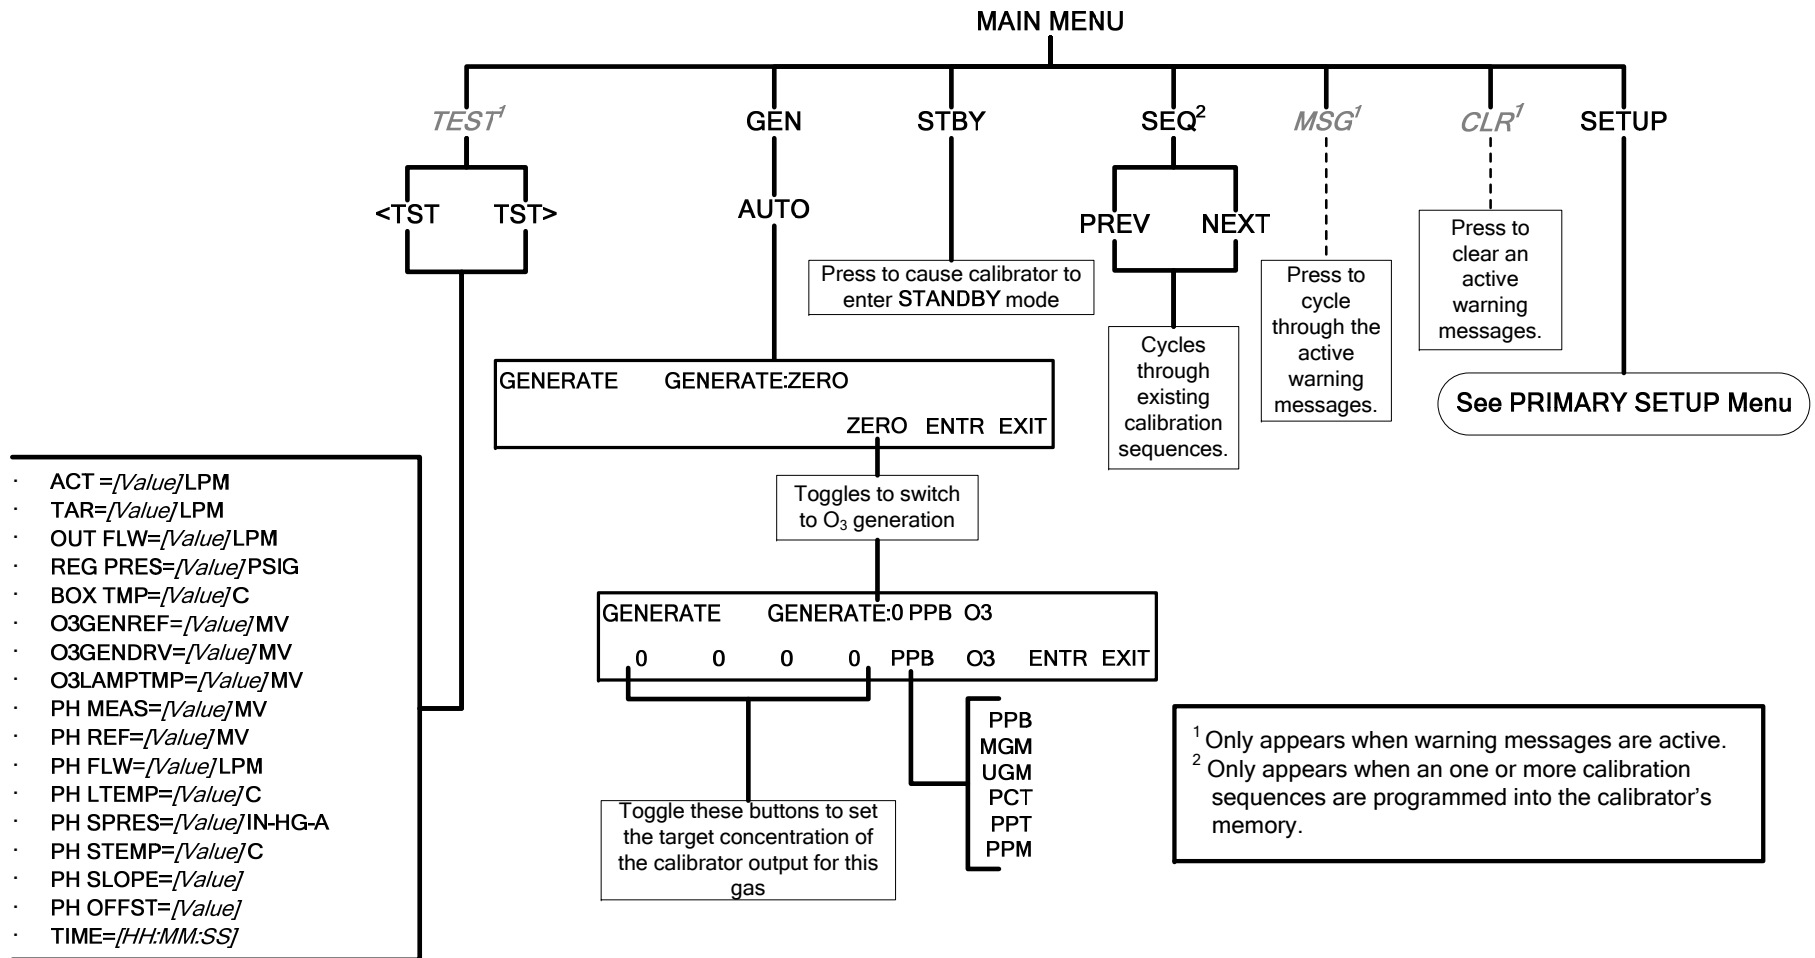 MAIN MENU
TEST¹
GEN
STBY
SEQ²
MSG¹
CLR¹
SETUP
<TST
TST>
AUTO
PREV
NEXT
Press to cause calibrator to
enter STANDBY mode
Cycles
through
existing
calibration
sequences.
Press to
cycle
through the
active
warning
messages.
Press to
clear an
active
warning
messages.
See PRIMARY SETUP Menu
GENERATE GENERATE:ZERO
ZERO ENTR EXIT
Toggles to switch
to O₃ generation
GENERATE GENERATE:0 PPB O3
0 0 0 0 PPB O3 ENTR EXIT
PPB
MGM
UGM
PCT
PPT
PPM
Toggle these buttons to set
the target concentration of
the calibrator output for this
gas
· ACT =[Value] LPM
· TAR=[Value] LPM
· OUT FLW=[Value] LPM
· REG PRES=[Value] PSIG
· BOX TMP=[Value] C
· O3GENREF=[Value] MV
· O3GENDRV=[Value] MV
· O3LAMPTMP=[Value] MV
· PH MEAS=[Value] MV
· PH REF=[Value] MV
· PH FLW=[Value] LPM
· PH LTEMP=[Value] C
· PH SPRES=[Value] IN-HG-A
· PH STEMP=[Value] C
· PH SLOPE=[Value]
· PH OFFST=[Value]
· TIME=[HH:MM:SS]
¹ Only appears when warning messages are active.
² Only appears when an one or more calibration
sequences are programmed into the calibrator's
memory.